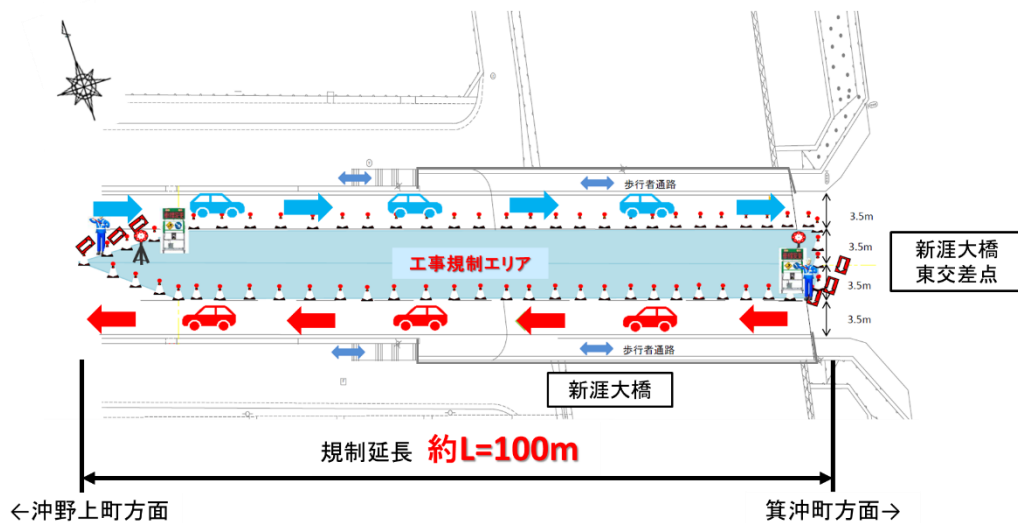 歩行者通路
3.5m
3.5m
工事規制エリア
3.5m
3.5m
新涯大橋
東交差点
歩行者通路
新涯大橋
規制延長 約L=100m
←沖野上町方面
箕沖町方面→